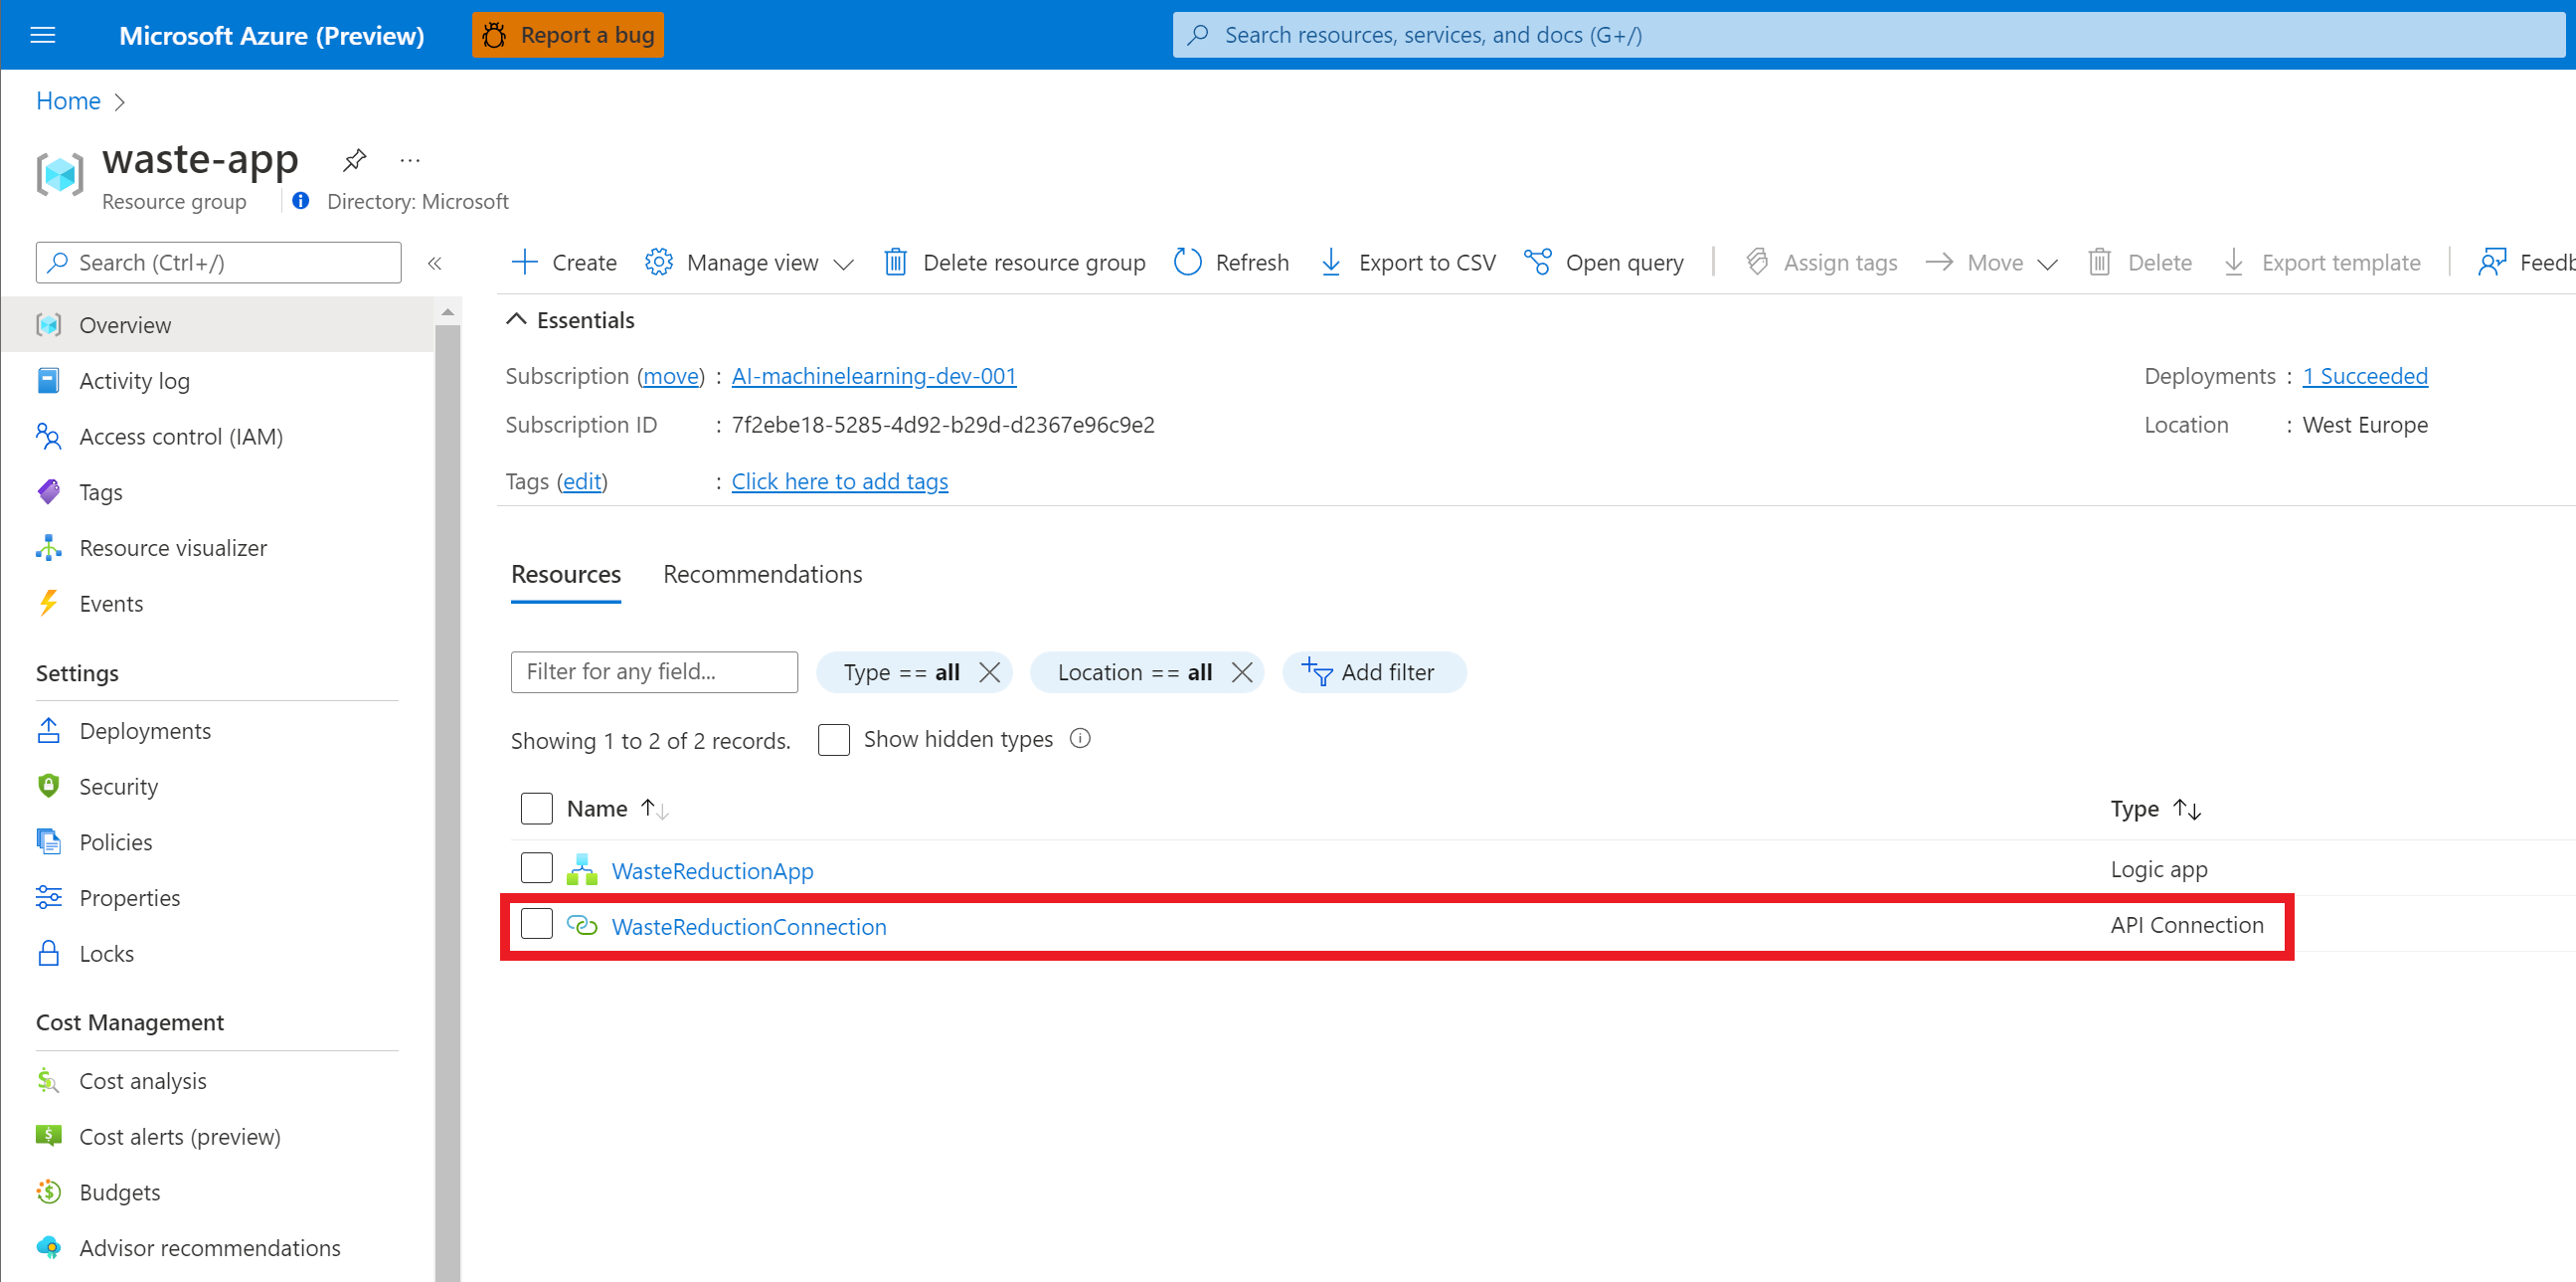 Microsoft Azure (Preview)
Report a bug
Search resources, services, and docs (G+/)
Home
waste-app
Resource group
Directory: Microsoft
Search (Ctrl+/)
Create
Manage view
Delete resource group
Refresh
Export to CSV
Open query
Assign tags
Move
Delete
Export template
Feedb
Overview
Activity log
Access control (IAM)
Tags
Resource visualizer
Events
Settings
Deployments
Security
Policies
Properties
Locks
Cost Management
Cost analysis
Cost alerts (preview)
Budgets
Advisor recommendations
Essentials
Subscription (move) : AI-machinelearning-dev-001
Subscription ID : 7f2ebe18-5285-4d92-b29d-d2367e96c9e2
Tags (edit) : Click here to add tags
Deployments : 1 Succeeded
Location : West Europe
Resources Recommendations
Filter for any field...
Type == all
Location == all
Add filter
Showing 1 to 2 of 2 records.
Show hidden types
Name Type
WasteReductionApp Logic app
WasteReductionConnection API Connection